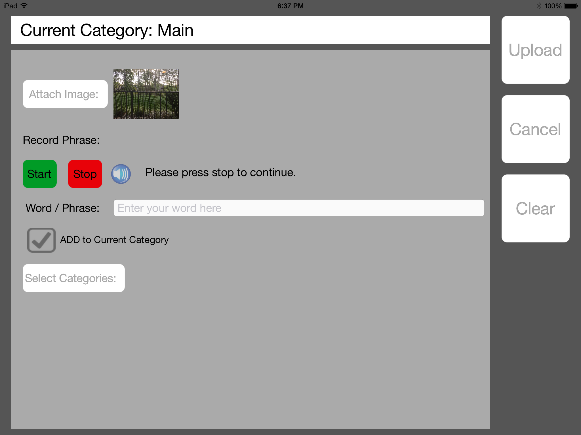 iPad 6:37 PM 100%
Current Category: Main
Upload
Attach Image:
Cancel
Record Phrase:
Start Stop Please press stop to continue.
Clear
Word / Phrase: Enter your word here
ADD to Current Category
Select Categories: